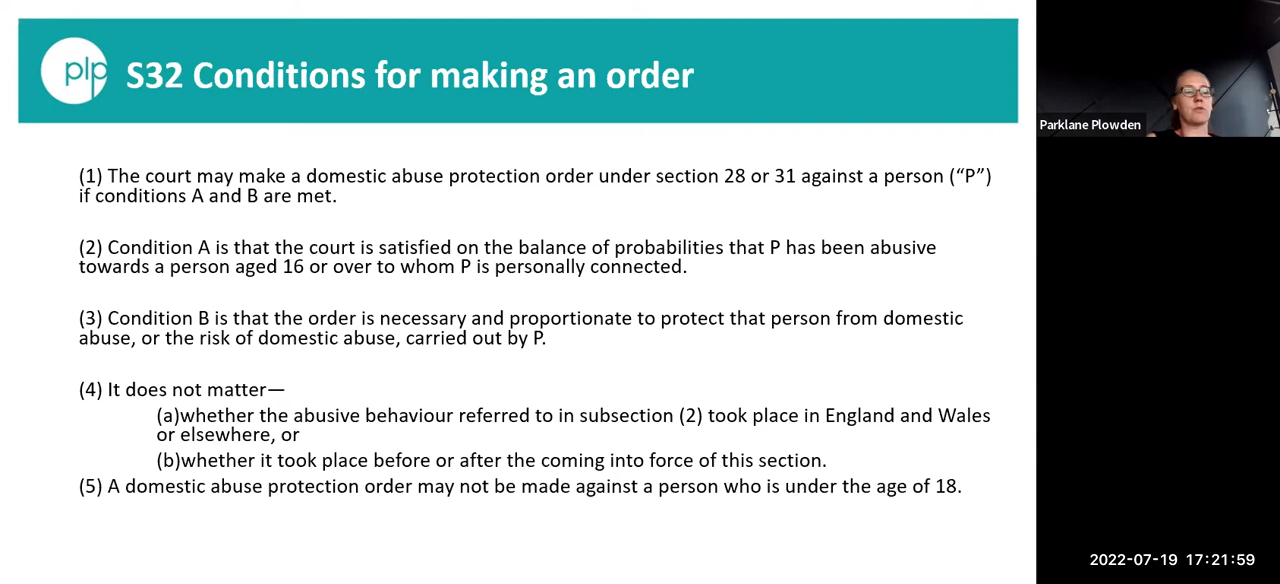 plp S32 Conditions for making an order
Parklane Plowden
(1) The court may make a domestic abuse protection order under section 28 or 31 against a person (“P”)
if conditions A and B are met.
(2) Condition A is that the court is satisfied on the balance of probabilities that P has been abusive
towards a person aged 16 or over to whom P is personally connected.
(3) Condition B is that the order is necessary and proportionate to protect that person from domestic
abuse, or the risk of domestic abuse, carried out by P.
(4) It does not matter—
(a)whether the abusive behaviour referred to in subsection (2) took place in England and Wales
or elsewhere, or
(b)whether it took place before or after the coming into force of this section.
(5) A domestic abuse protection order may not be made against a person who is under the age of 18.
2022-07-19 17:21:59